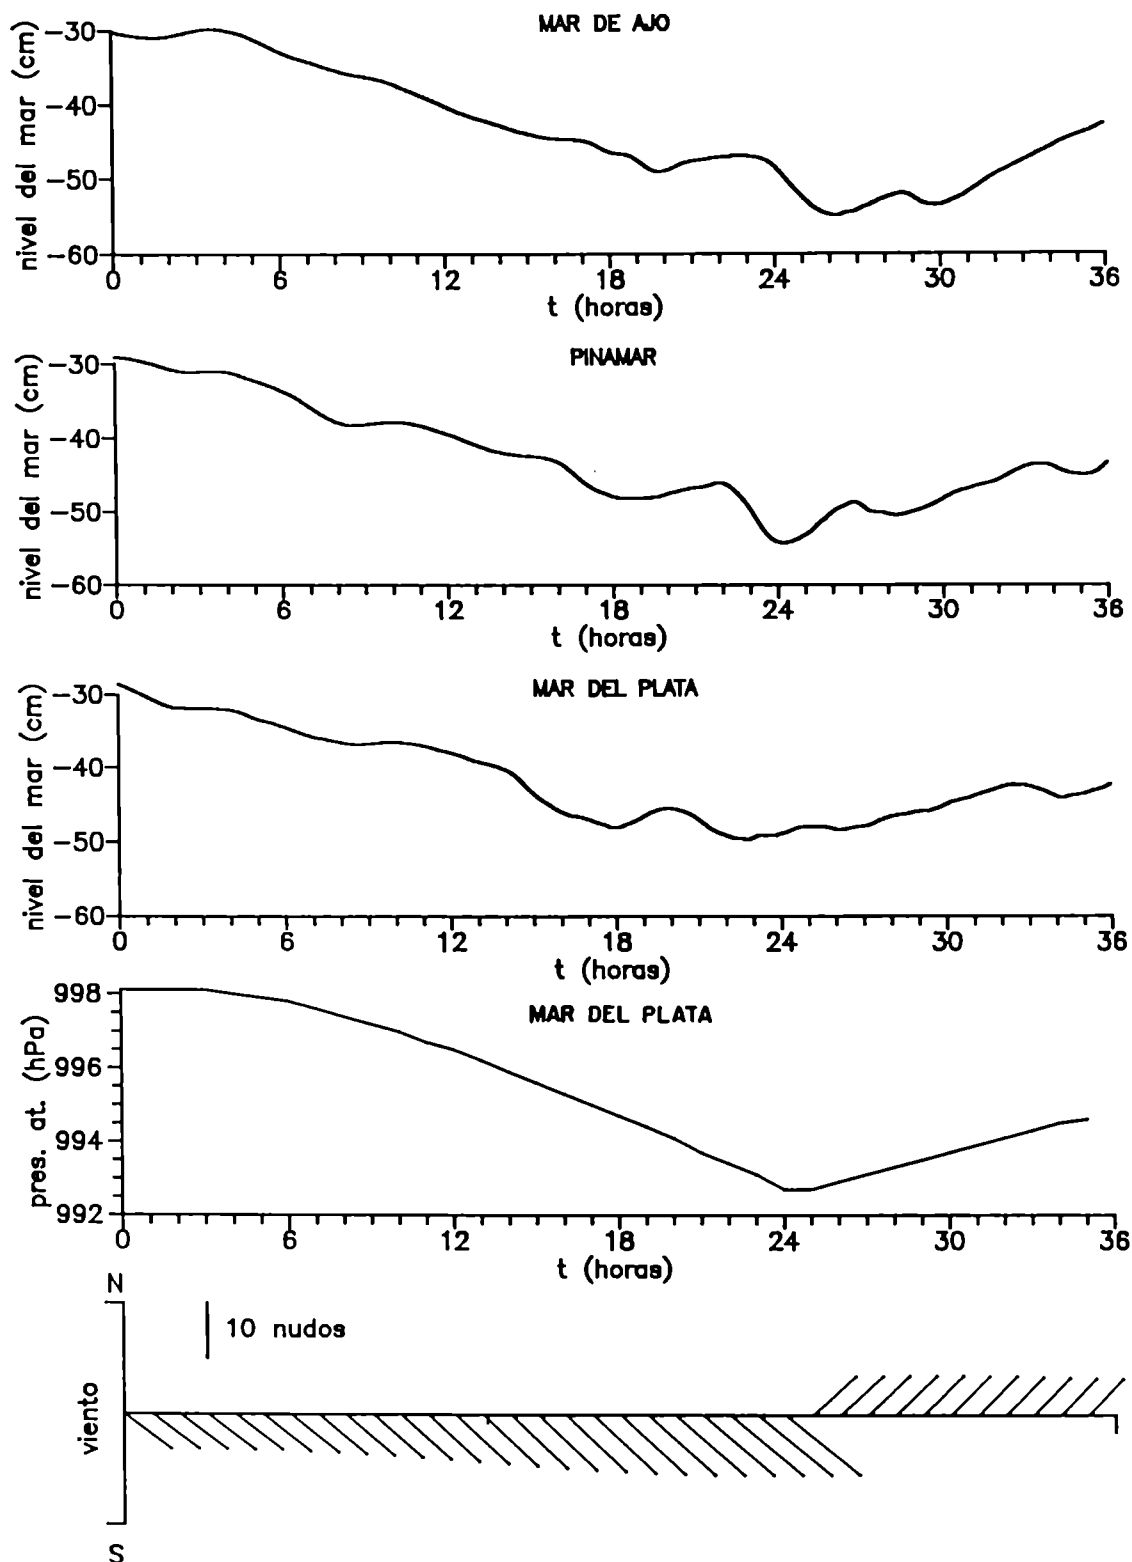 MAR DE AJO
nivel del mar (cm)
-30
-40
-50
-60
0 6 12 18 24 30 36
t (horas)
PINAMAR
nivel del mar (cm)
-30
-40
-50
-60
0 6 12 18 24 30 36
t (horas)
MAR DEL PLATA
nivel del mar (cm)
-30
-40
-50
-60
0 6 12 18 24 30 36
t (horas)
MAR DEL PLATA
pres. at. (hPa)
998
996
994
992
0 6 12 18 24 30 36
t (horas)
N
10 nudos
viento
S